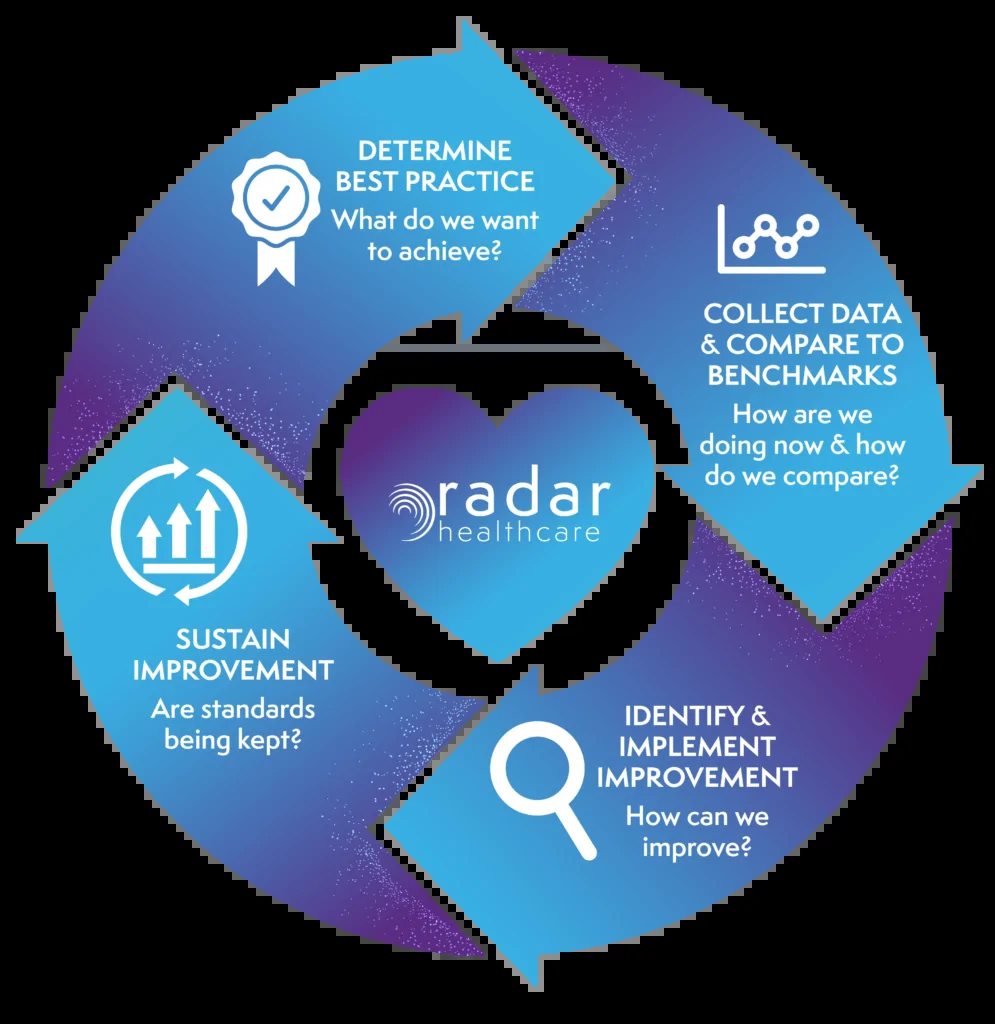 DETERMINE
BEST PRACTICE
What do we want
to achieve?
COLLECT DATA
& COMPARE TO
BENCHMARKS
How are we
doing now & how
do we compare?
IDENTIFY &
IMPLEMENT
IMPROVEMENT
How can we
improve?
SUSTAIN
IMPROVEMENT
Are standards
being kept?
radar
healthcare